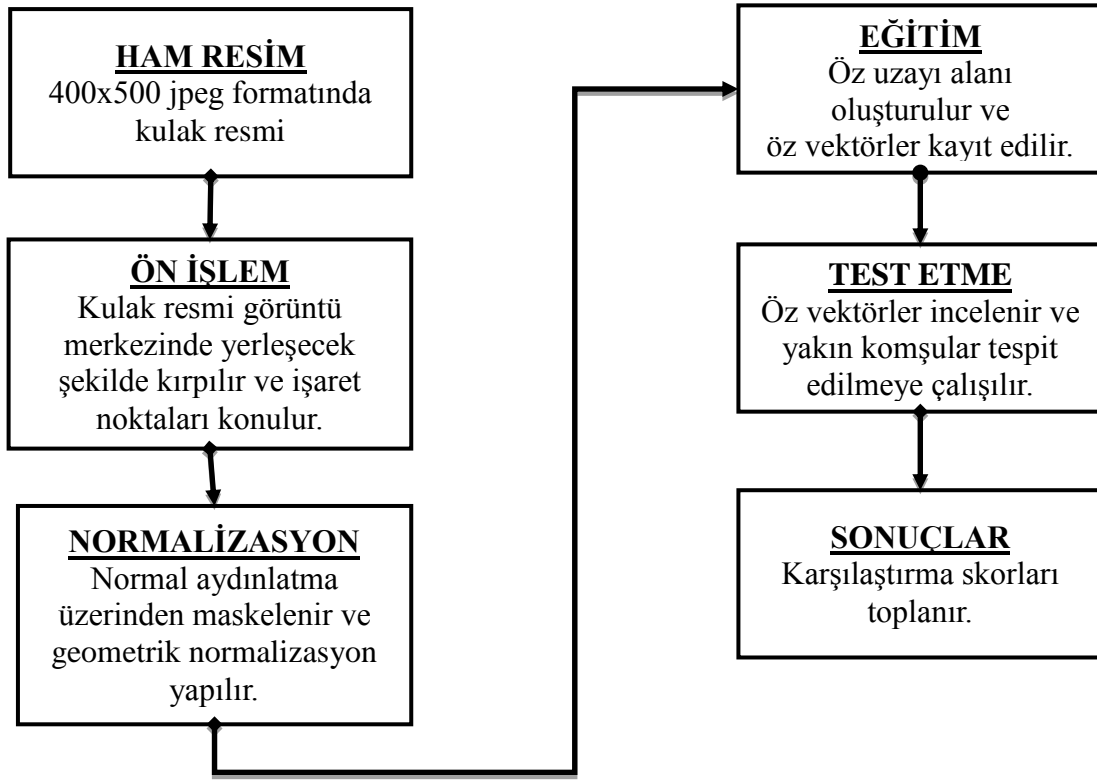 HAM RESİM
400x500 jpeg formatında
kulak resmi
ÖN İŞLEM
Kulak resmi görüntü
merkezinde yerleşecek
şekilde kırpılır ve işaret
noktaları konulur.
NORMALİZASYON
Normal aydınlatma
üzerinden maskelenir ve
geometrik normalizasyon
yapılır.
EĞİTİM
Öz uzayı alanı
oluşturulur ve
öz vektörler kayıt edilir.
TEST ETME
Öz vektörler incelenir ve
yakın komşular tespit
edilmeye çalışılır.
SONUÇLAR
Karşılaştırma skorları
toplanır.